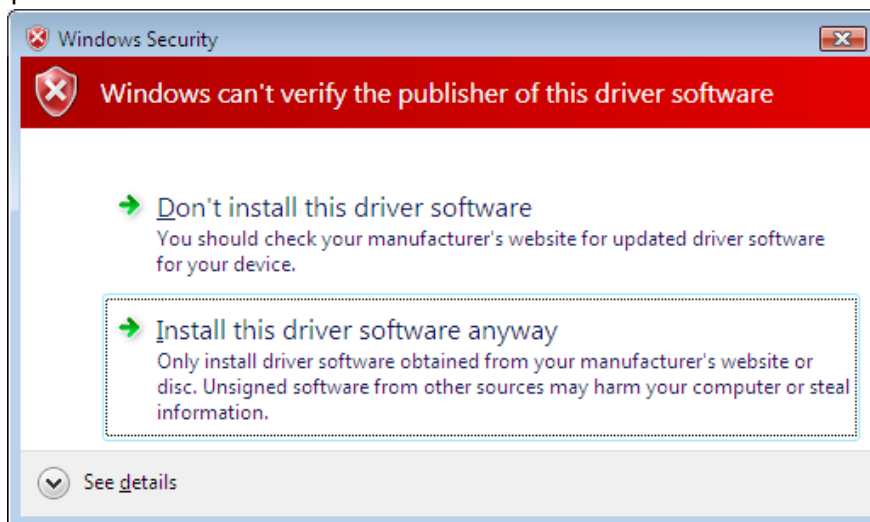 Windows Security
Windows can't verify the publisher of this driver software
Don't install this driver software
You should check your manufacturer's website for updated driver software
for your device.
Install this driver software anyway
Only install driver software obtained from your manufacturer's website or
disc. Unsigned software from other sources may harm your computer or steal
information.
See details